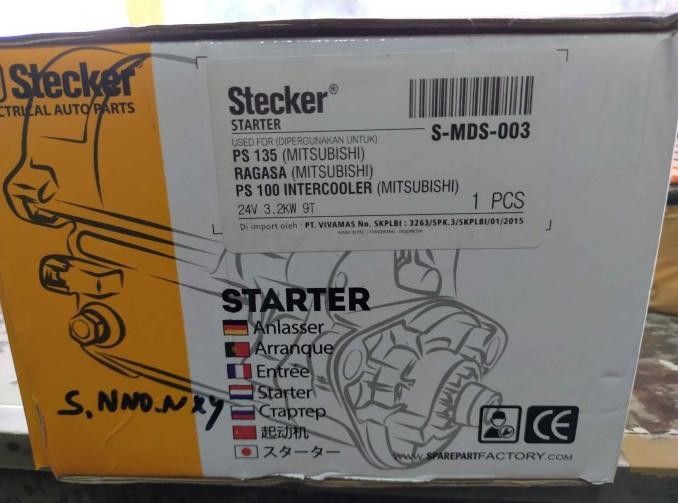 Stecker
CTRICAL AUTO PARTS
Stecker®
STARTER
S-MDS-003
USED FOR (DIPERGUNAKAN UNTUK)
PS 135 (MITSUBISHI)
RAGASA (MITSUBISHI)
PS 100 INTERCOOLER (MITSUBISHI)
24V 3.2KW 9T
1 PCS
Di import oleh : PT. VIVAMAS No. SKPLBI : 3263/SPK.3/SKPLBI/01/2015
STARTER
Anlasser
Arranque
Entrée
Starter
Стартер
起动机
スターター
S.NNO.NXY
CE
www.SPAREPARTFACTORY.COM